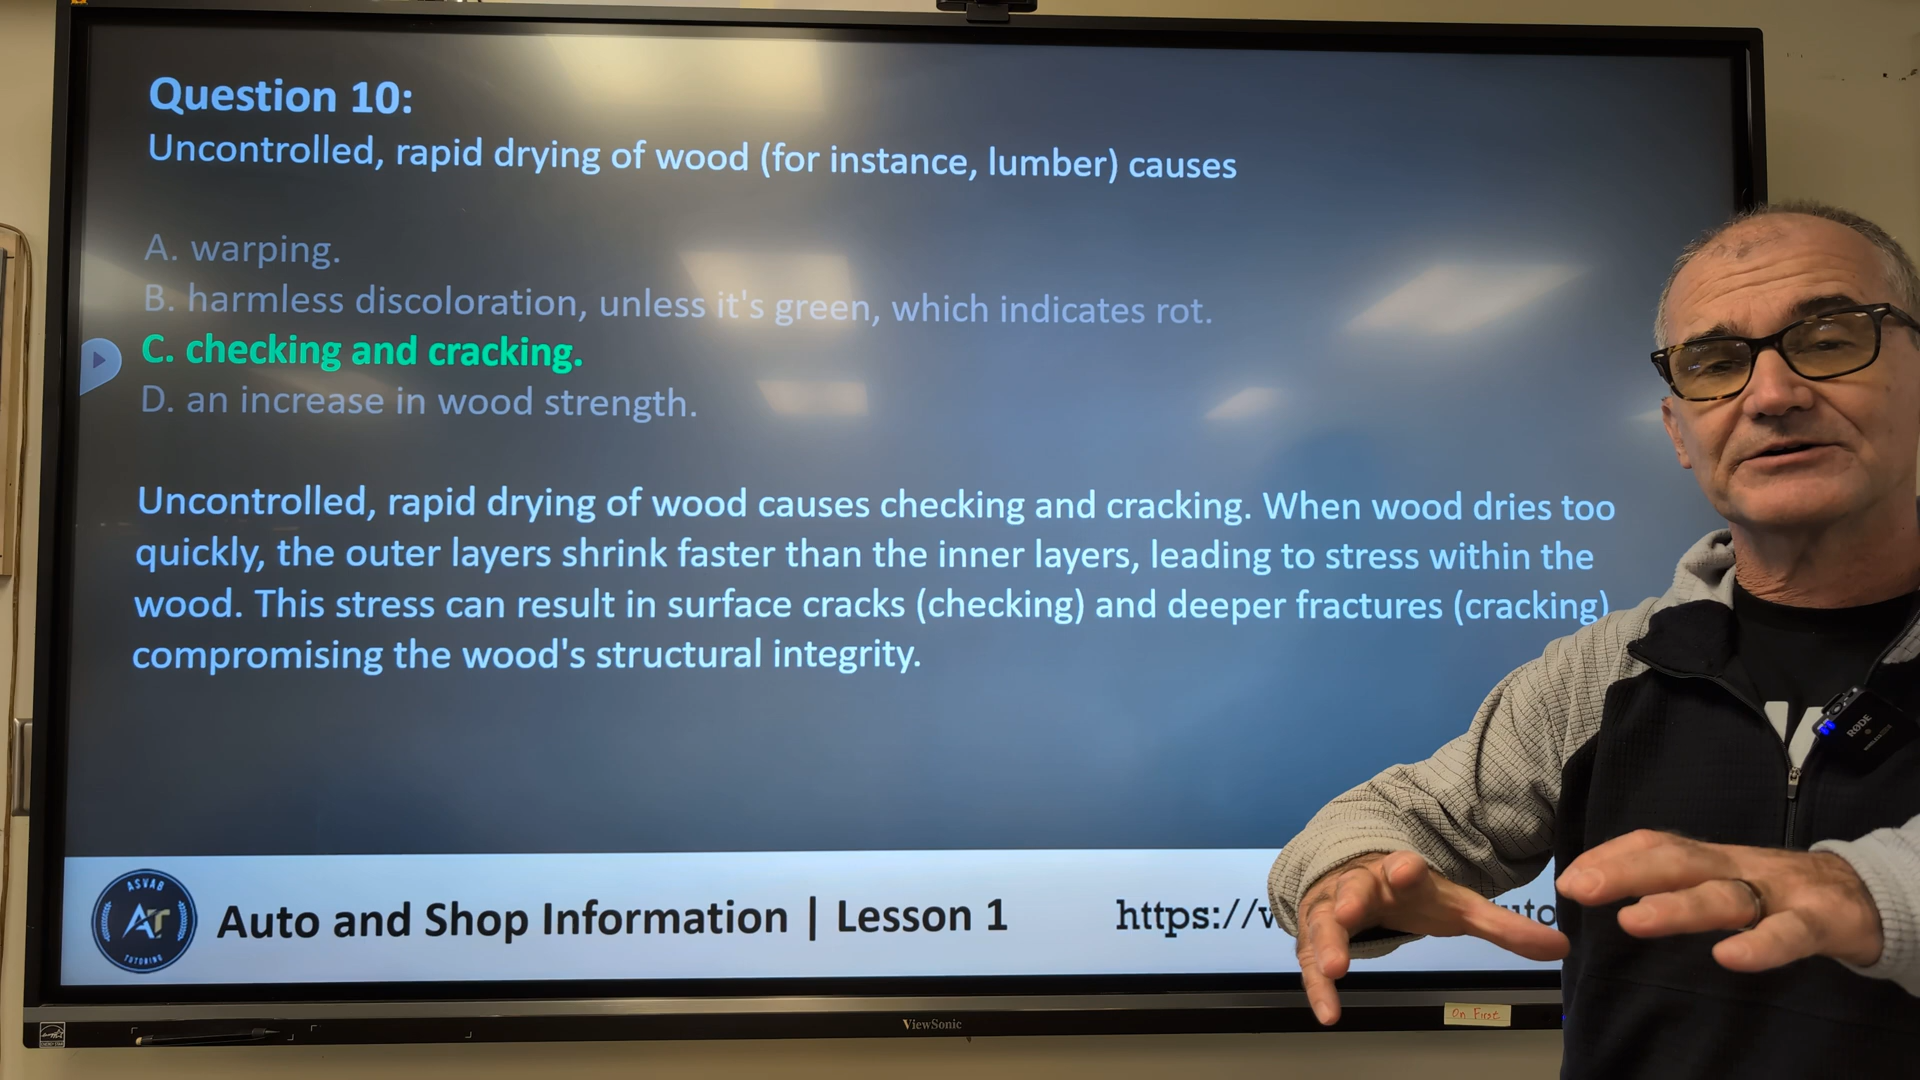 Question 10:
Uncontrolled, rapid drying of wood (for instance, lumber) causes
A. warping.
B. harmless discoloration, unless it's green, which indicates rot.
C. checking and cracking.
D. an increase in wood strength.
Uncontrolled, rapid drying of wood causes checking and cracking. When wood dries too
quickly, the outer layers shrink faster than the inner layers, leading to stress within the
wood. This stress can result in surface cracks (checking) and deeper fractures (cracking)
compromising the wood's structural integrity.
ASVAB
AT
TUTORING
Auto and Shop Information | Lesson 1
https://
RØDE
ViewSonic
On First